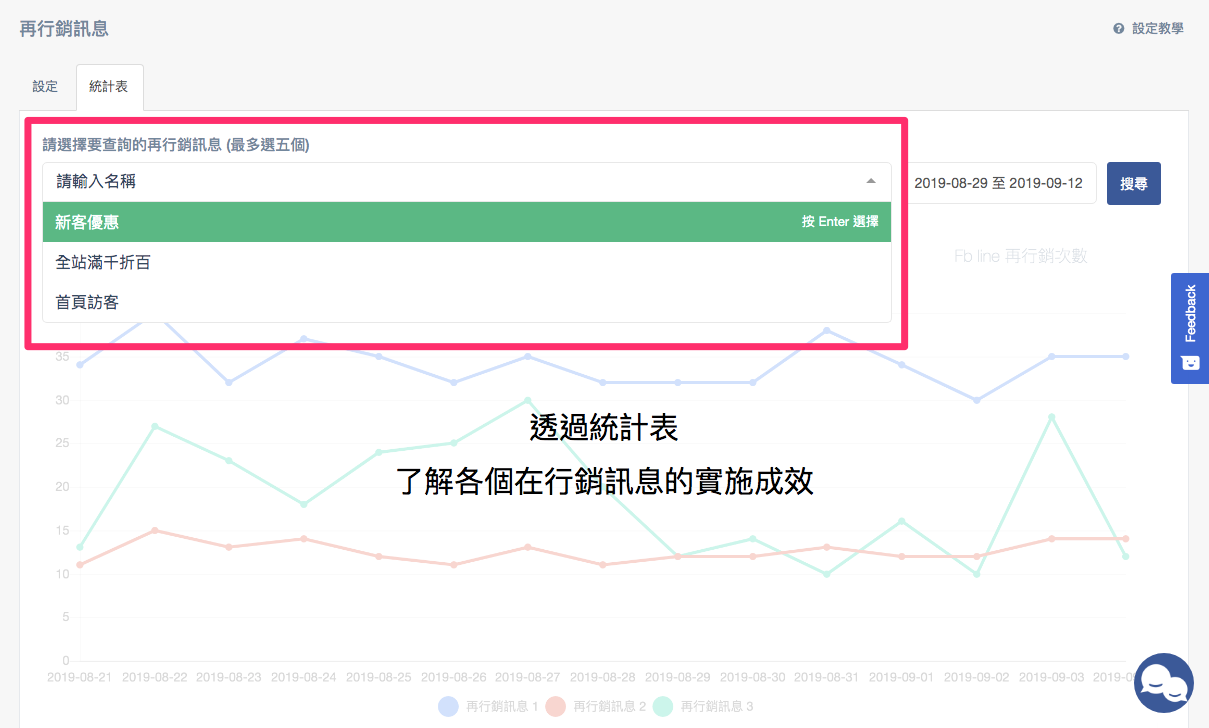 再行銷訊息
設定教學
設定
統計表
請選擇要查詢的再行銷訊息 (最多選五個)
請輸入名稱
2019-08-29 至 2019-09-12
搜尋
新客優惠
按 Enter 選擇
全站滿千折百
首頁訪客
Fb line 再行銷次數
Feedback
透過統計表
了解各個在行銷訊息的實施成效
35
30
25
20
15
10
5
0
2019-08-21 2019-08-22 2019-08-23 2019-08-24 2019-08-25 2019-08-26 2019-08-27 2019-08-28 2019-08-29 2019-08-30 2019-08-31 2019-09-01 2019-09-02 2019-09-03
再行銷訊息 1 再行銷訊息 2 再行銷訊息 3